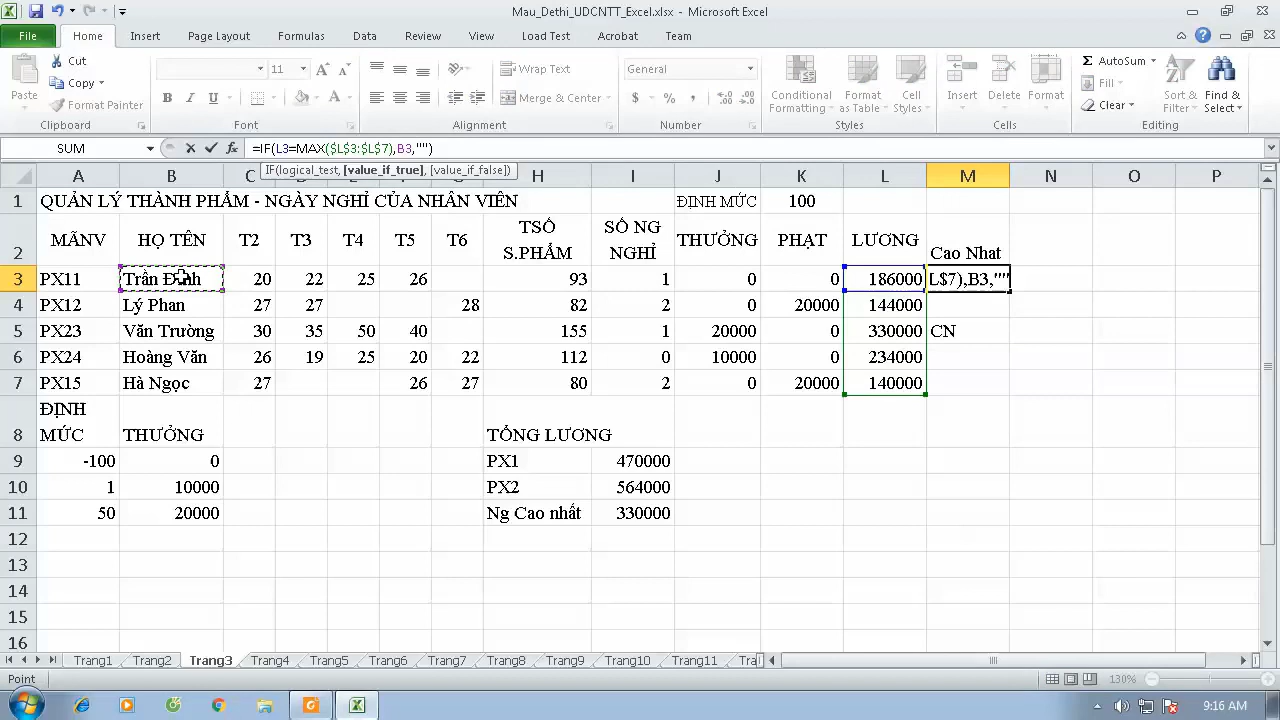 Mau_Dethi_UDCNTT_Excel.xlsx - Microsoft Excel
File Home Insert Page Layout Formulas Data Review View Load Test Acrobat Team
Paste Cut Copy Format Painter
11
Wrap Text
Merge & Center
General
Conditional Formatting Format as Table Cell Styles
Insert Delete Format
AutoSum Fill Clear
Sort & Filter Find & Select
Clipboard Font Alignment Number Styles Cells Editing
SUM =IF(L3=MAX($L$3:$L$7),B3,"")
IF(logical_test, [value_if_true], [value_if_false])
A B C D E F G H I J K L M N O P
1 QUẢN LÝ THÀNH PHẨM - NGÀY NGHỈ CỦA NHÂN VIÊN ĐỊNH MỨC 100
2 MÃNV HỌ TÊN T2 T3 T4 T5 T6 TSỐ S.PHẨM SỐ NG NGHỈ THƯỞNG PHẠT LƯƠNG Cao Nhat
3 PX11 Trần Đình 20 22 25 26 93 1 0 0 186000 L$7),B3,""
4 PX12 Lý Phan 27 27 28 82 2 0 20000 144000
5 PX23 Văn Trường 30 35 50 40 155 1 20000 0 330000 CN
6 PX24 Hoàng Văn 26 19 25 20 22 112 0 10000 0 234000
7 PX15 Hà Ngọc 27 26 27 80 2 0 20000 140000
8 ĐỊNH MỨC THƯỞNG TỔNG LƯƠNG
9 -100 0 PX1 470000
10 1 10000 PX2 564000
11 50 20000 Ng Cao nhất 330000
12
13
14
15
16
Trang1 Trang2 Trang3 Trang4 Trang5 Trang6 Trang7 Trang8 Trang9 Trang10 Trang11 Tra
Point 130%
9:16 AM